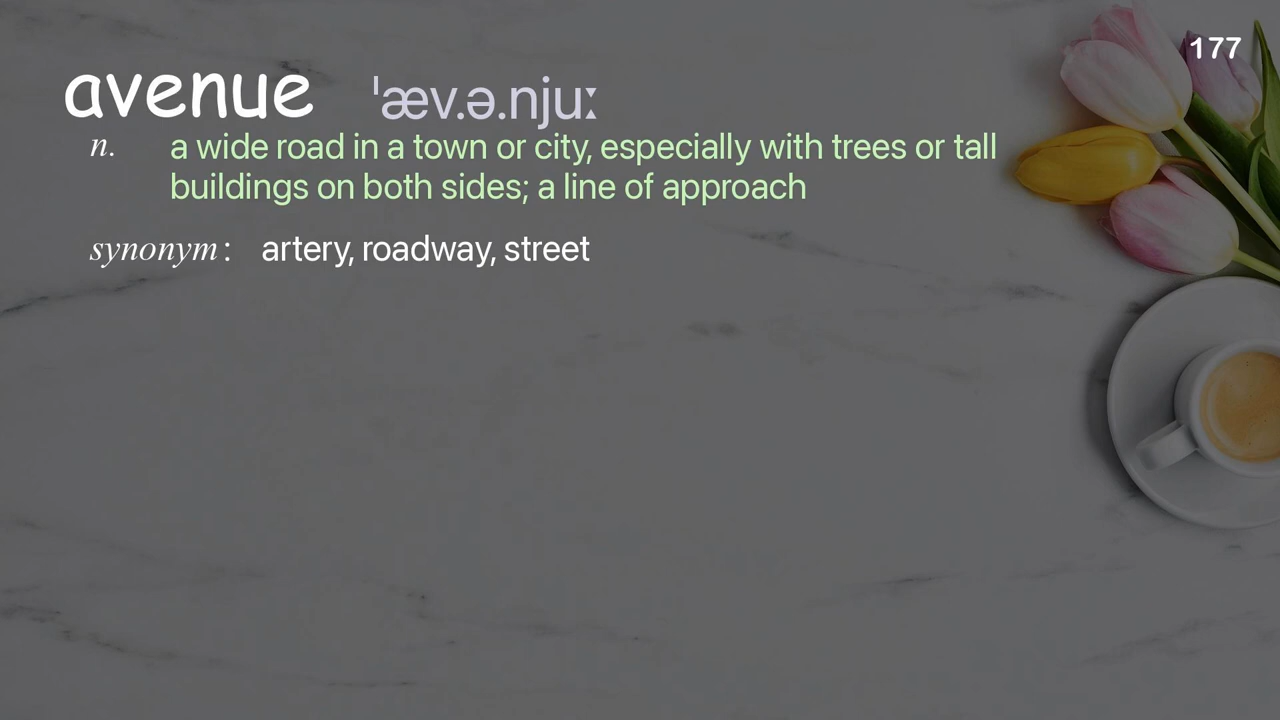 177
avenue ˈæv.ə.njuː
n. a wide road in a town or city, especially with trees or tall
buildings on both sides; a line of approach
synonym: artery, roadway, street